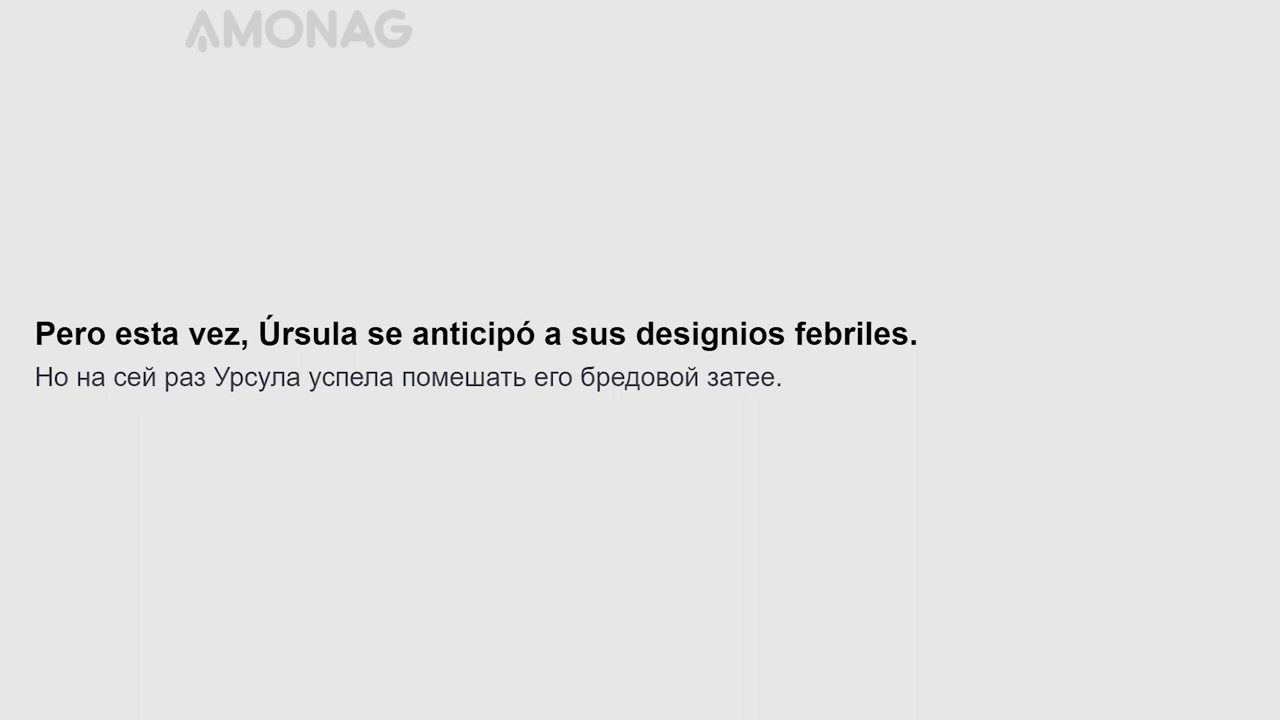 AMONAG
Pero esta vez, Úrsula se anticipó a sus designios febriles.
Но на сей раз Урсула успела помешать его бредовой затее.